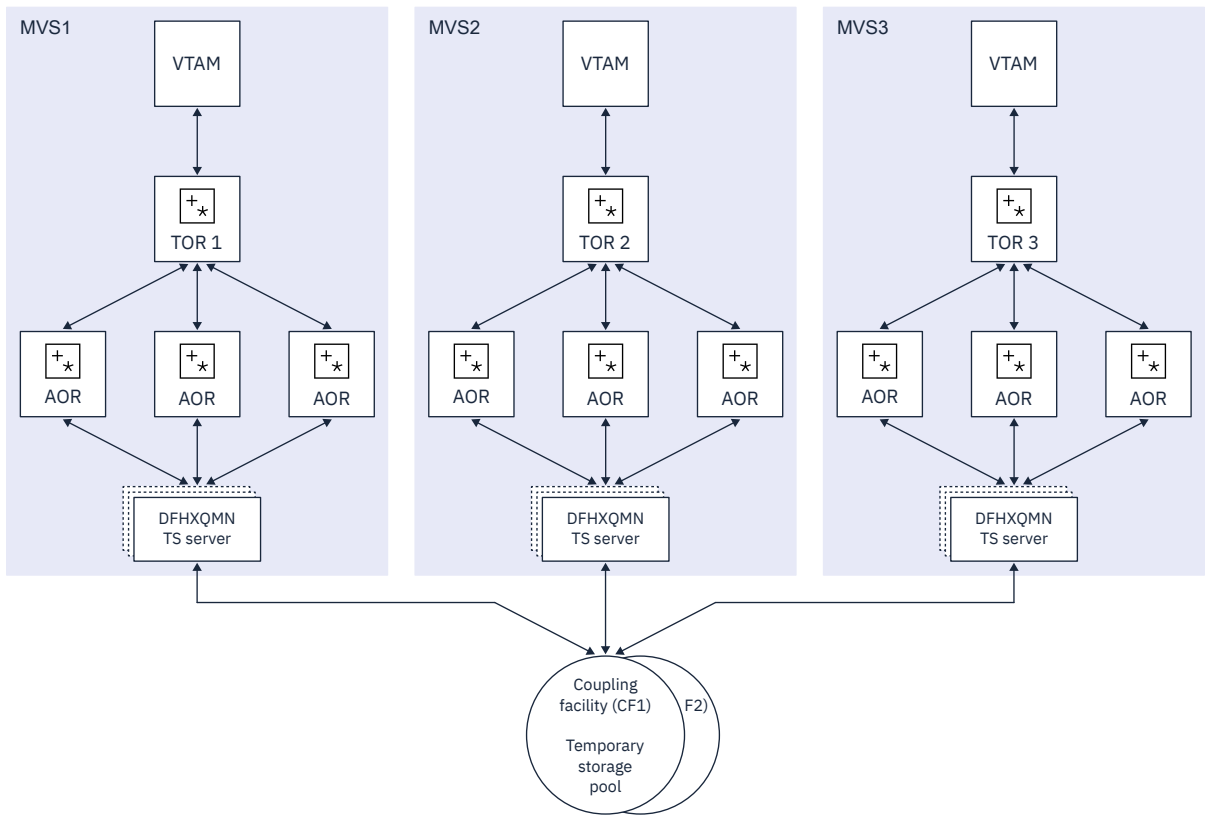 MVS1
VTAM
TOR 1
AOR
AOR
AOR
DFHXQMN
TS server
MVS2
VTAM
TOR 2
AOR
AOR
AOR
DFHXQMN
TS server
MVS3
VTAM
TOR 3
AOR
AOR
AOR
DFHXQMN
TS server
Coupling
facility (CF1)
F2)
Temporary
storage
pool